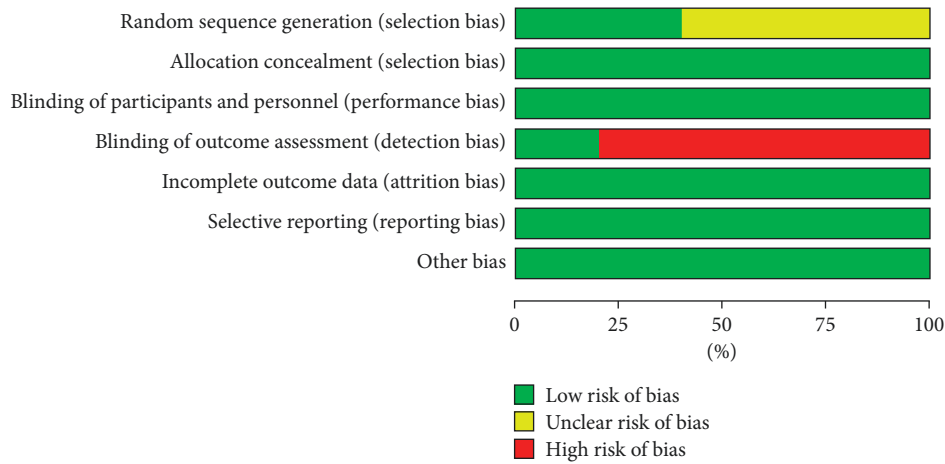 Random sequence generation (selection bias)
Allocation concealment (selection bias)
Blinding of participants and personnel (performance bias)
Blinding of outcome assessment (detection bias)
Incomplete outcome data (attrition bias)
Selective reporting (reporting bias)
Other bias
0 25 50 75 100
(%)
Low risk of bias
Unclear risk of bias
High risk of bias